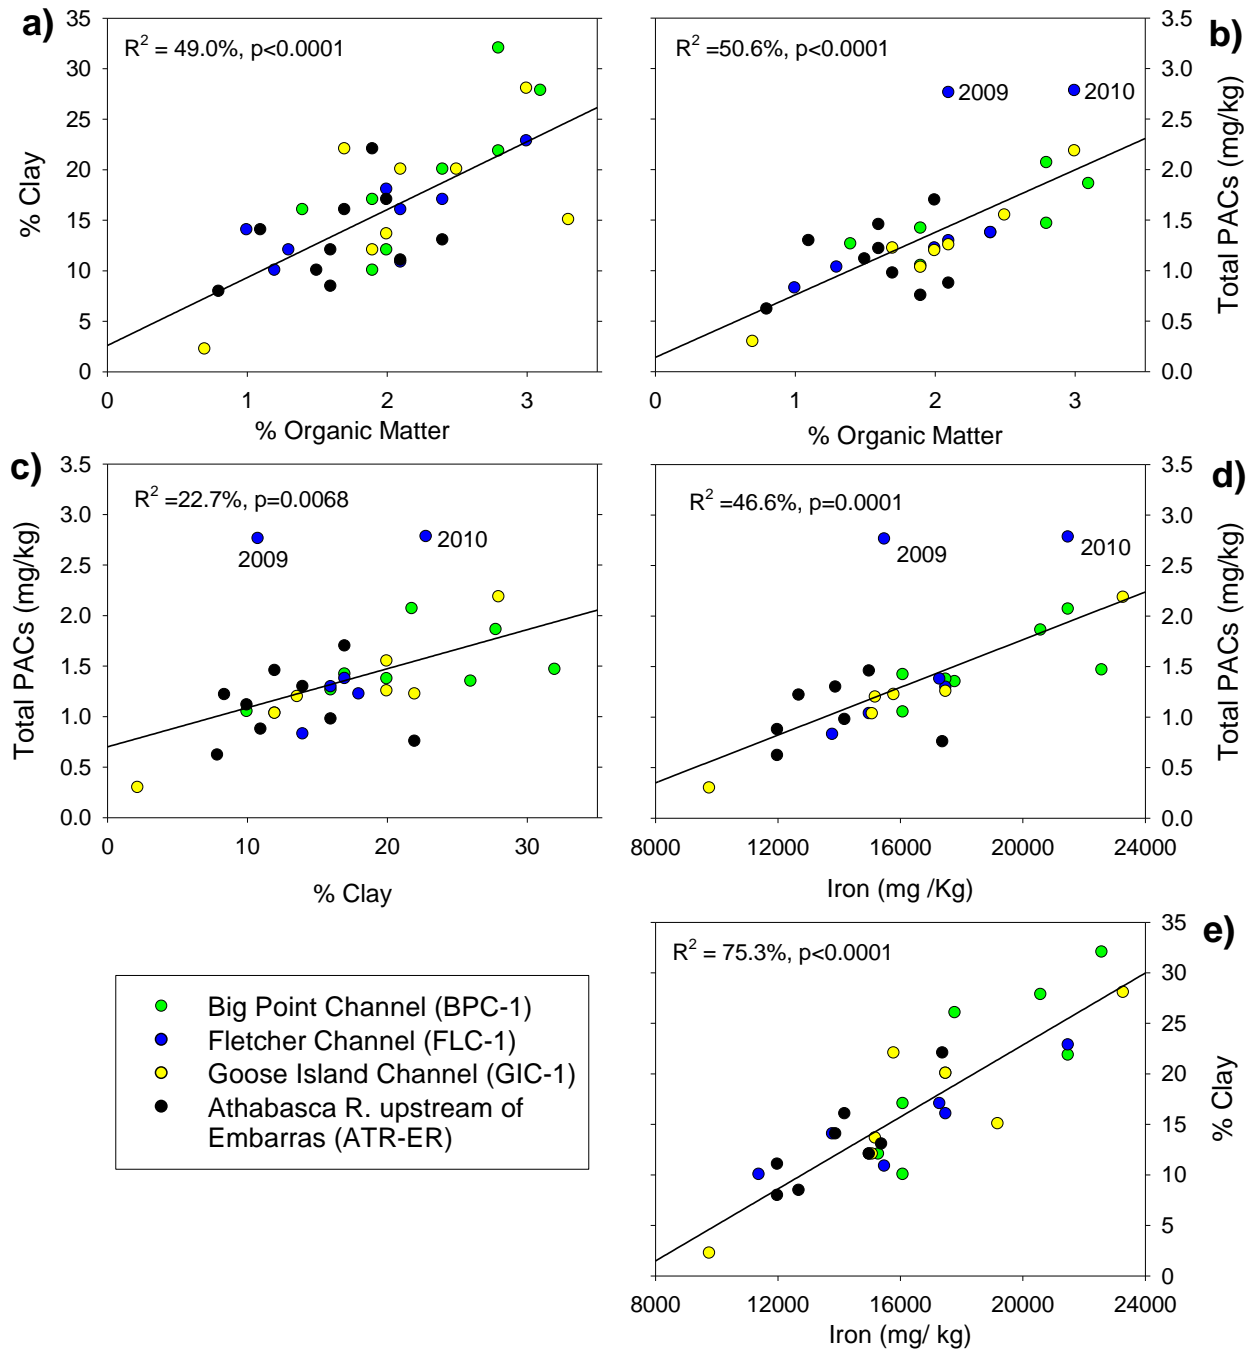 a)
R² = 49.0%, p<0.0001
35
30
25
20
15
10
5
0
% Clay
0 1 2 3
% Organic Matter
b)
R² =50.6%, p<0.0001
2009
2010
3.5
3.0
2.5
2.0
1.5
1.0
0.5
0.0
Total PACs (mg/kg)
0 1 2 3
% Organic Matter
c)
R² =22.7%, p=0.0068
2009
2010
3.5
3.0
2.5
2.0
1.5
1.0
0.5
0.0
Total PACs (mg/kg)
0 10 20 30
% Clay
d)
R² =46.6%, p=0.0001
2009
2010
3.5
3.0
2.5
2.0
1.5
1.0
0.5
0.0
Total PACs (mg/kg)
8000 12000 16000 20000 24000
Iron (mg /Kg)
e)
R² = 75.3%, p<0.0001
35
30
25
20
15
10
5
0
% Clay
8000 12000 16000 20000 24000
Iron (mg/ kg)
Big Point Channel (BPC-1)
Fletcher Channel (FLC-1)
Goose Island Channel (GIC-1)
Athabasca R. upstream of
Embarras (ATR-ER)